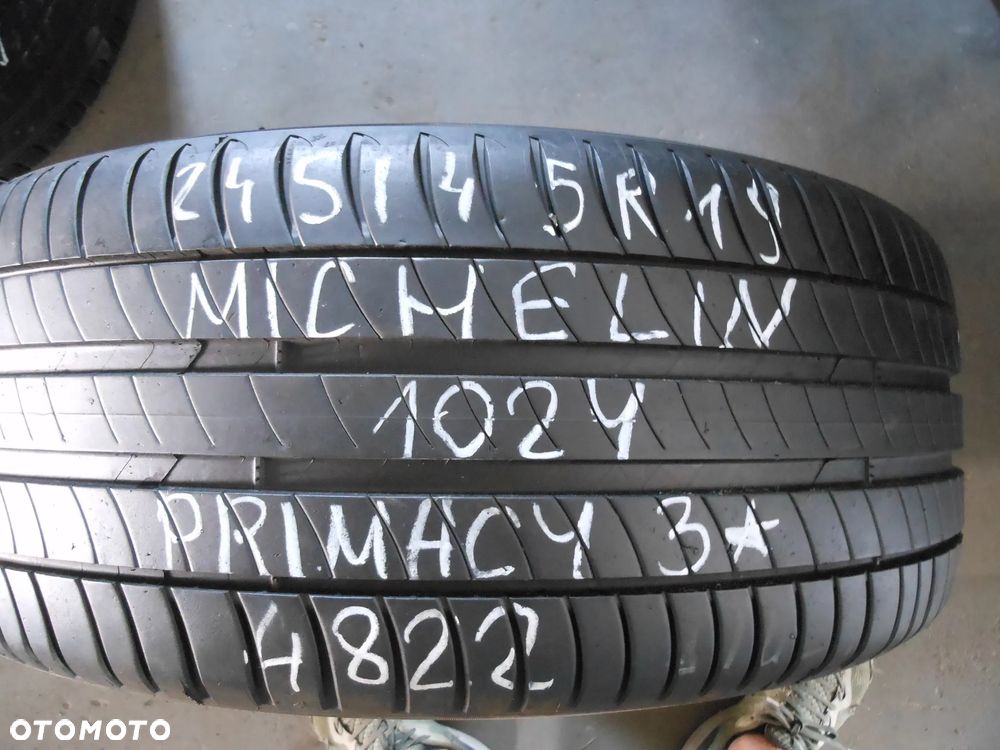 245/45R19
MICHELIN
102Y
PRIMACY 3☆
4822
OTOMOTO